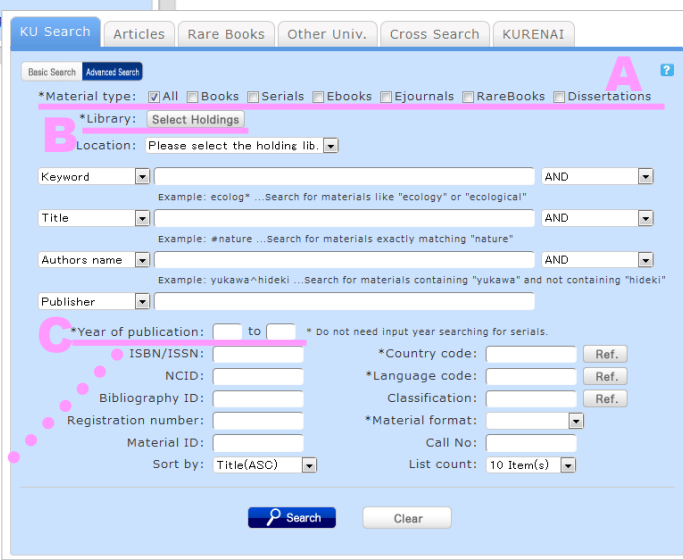 KU Search Articles Rare Books Other Univ. Cross Search KURENAI
Basic Search Advanced Search ?
A
*Material type: All Books Serials Ebooks Ejournals RareBooks Dissertations
B
*Library: Select Holdings
Location: Please select the holding lib.
Keyword AND
Example: ecolog* ...Search for materials like "ecology" or "ecological"
Title AND
Example: #nature ...Search for materials exactly matching "nature"
Authors name AND
Example: yukawa^hideki ...Search for materials containing "yukawa" and not containing "hideki"
Publisher
C
*Year of publication: to * Do not need input year searching for serials.
ISBN/ISSN: *Country code: Ref.
NCID: *Language code: Ref.
Bibliography ID: Classification: Ref.
Registration number: *Material format:
Material ID: Call No:
Sort by: Title(ASC) List count: 10 Item(s)
Search Clear